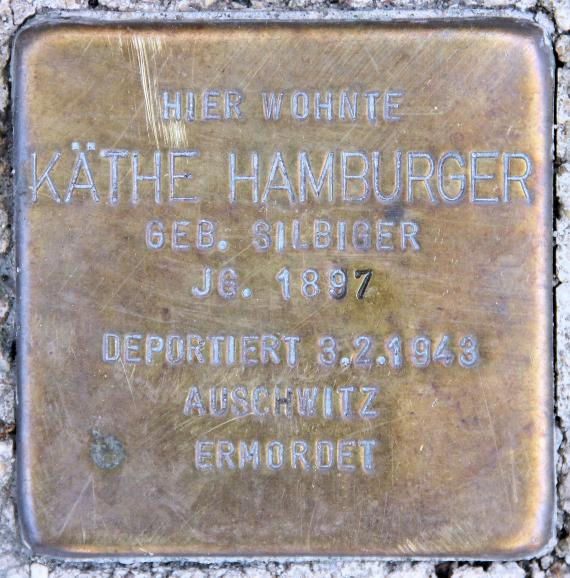 HIER WOHNTE
KÄTHE HAMBURGER
GEB. SILBIGER
JG. 1897
DEPORTIERT 3.2.1943
AUSCHWITZ
ERMORDET